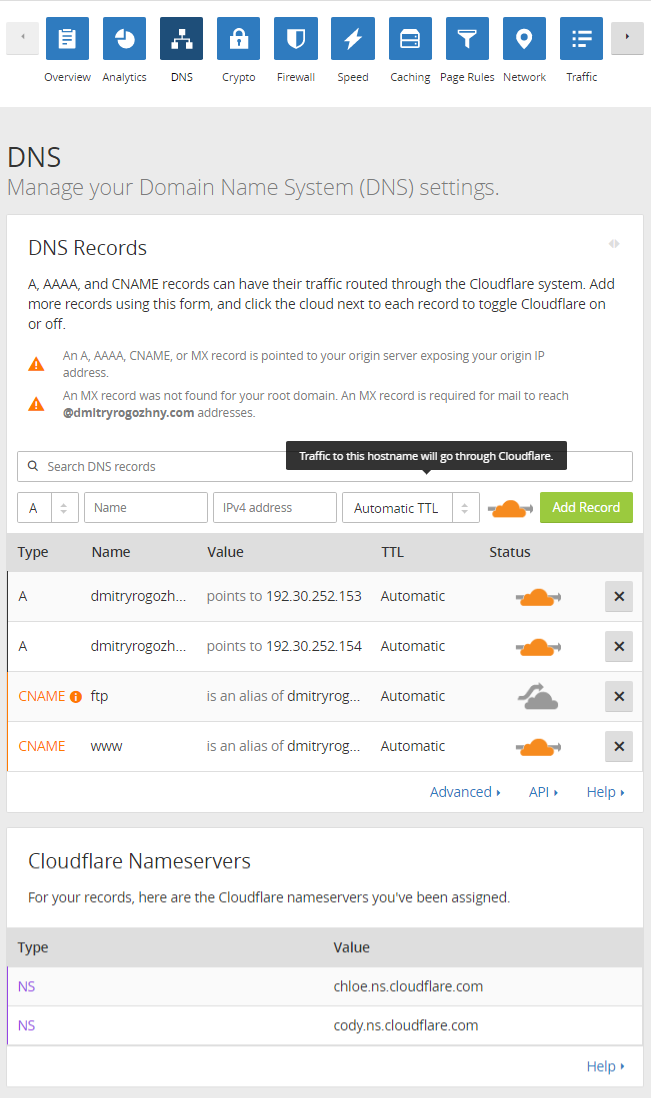 Overview Analytics DNS Crypto Firewall Speed Caching Page Rules Network Traffic
DNS
Manage your Domain Name System (DNS) settings.
DNS Records
A, AAAA, and CNAME records can have their traffic routed through the Cloudflare system. Add
more records using this form, and click the cloud next to each record to toggle Cloudflare on
or off.
An A, AAAA, CNAME, or MX record is pointed to your origin server exposing your origin IP
address.
An MX record was not found for your root domain. An MX record is required for mail to reach
@dmitryrogozhny.com addresses.
Traffic to this hostname will go through Cloudflare.
Search DNS records
A Name IPv4 address Automatic TTL Add Record
Type Name Value TTL Status
A dmitryrogozh... points to 192.30.252.153 Automatic
A dmitryrogozh... points to 192.30.252.154 Automatic
CNAME ftp is an alias of dmitryrog... Automatic
CNAME www is an alias of dmitryrog... Automatic
Advanced API Help
Cloudflare Nameservers
For your records, here are the Cloudflare nameservers you've been assigned.
Type Value
NS chloe.ns.cloudflare.com
NS cody.ns.cloudflare.com
Help